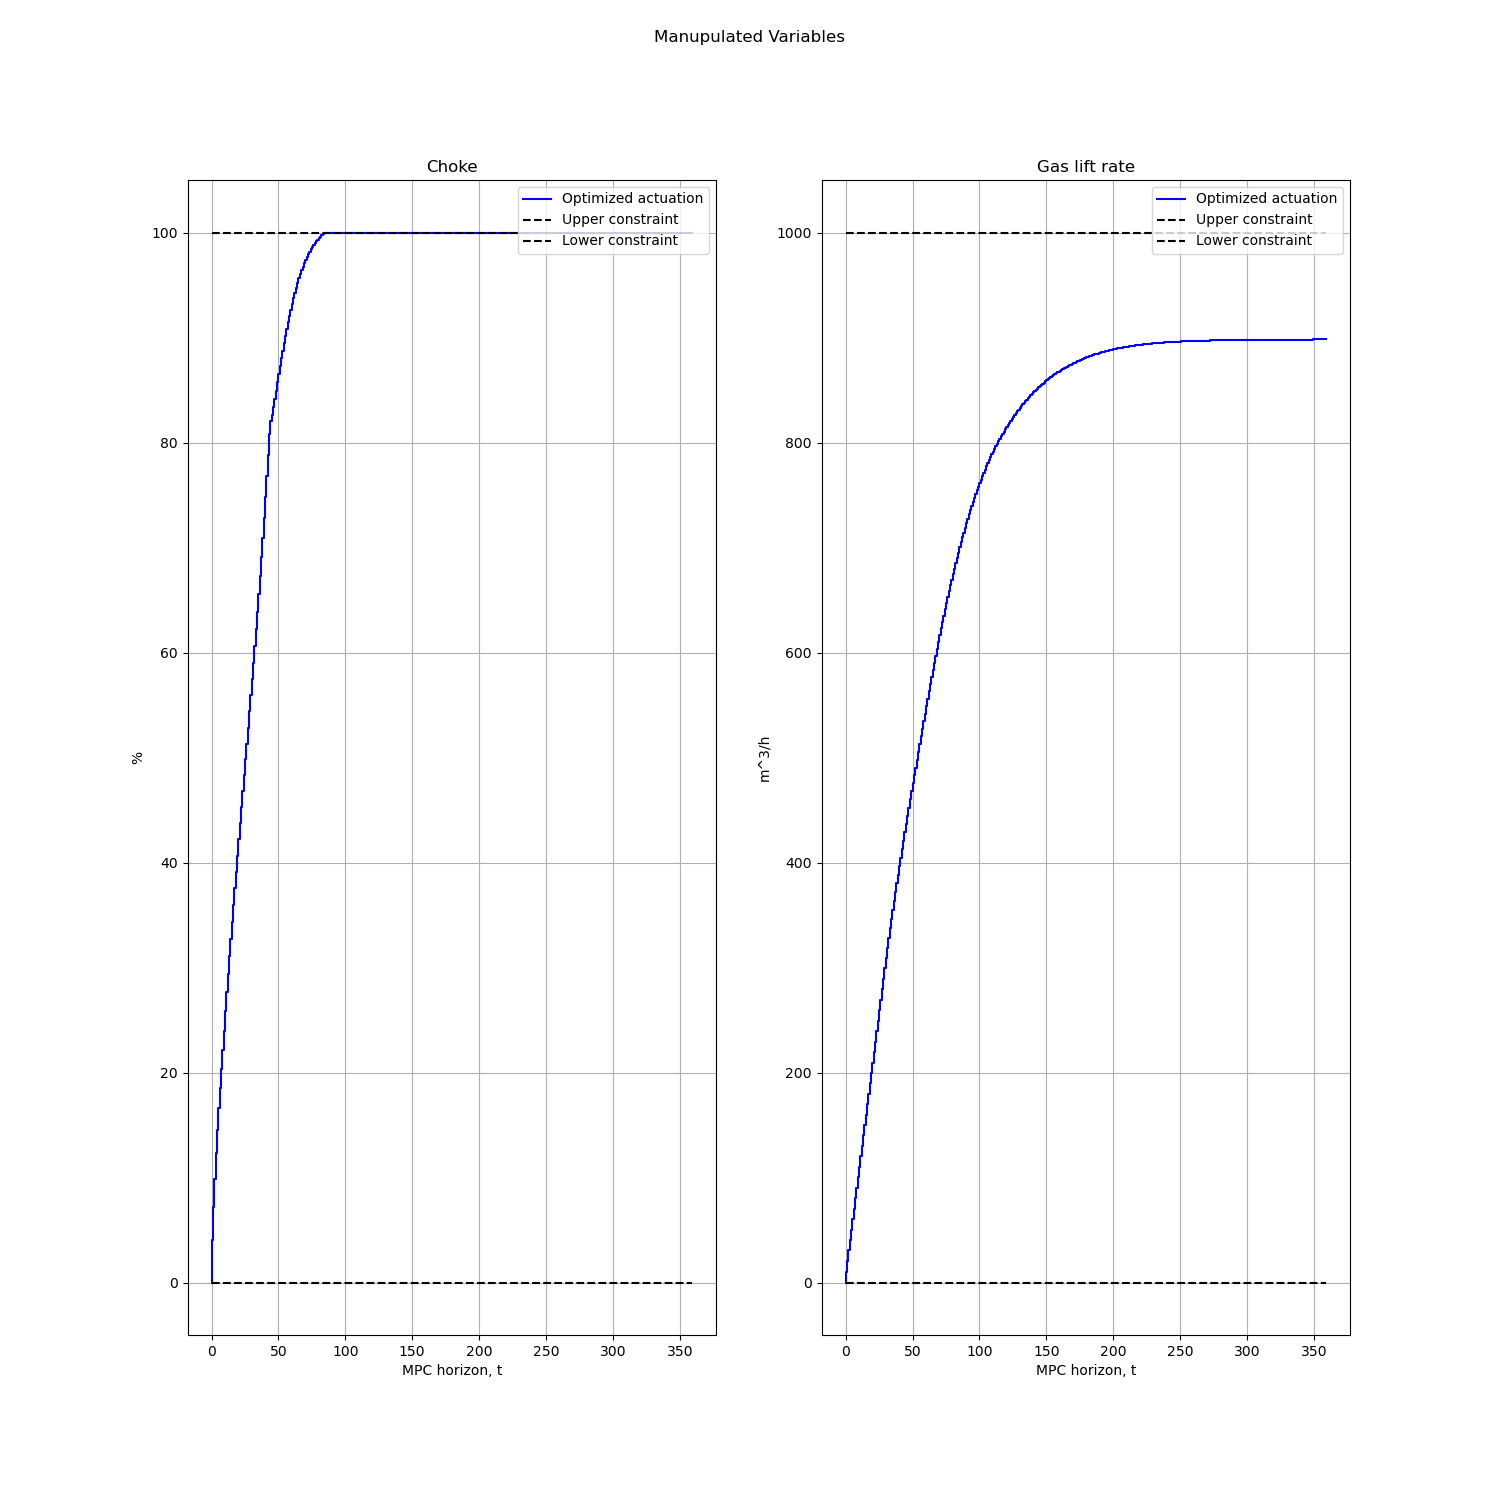 Manupulated Variables
Choke
Optimized actuation
Upper constraint
Lower constraint
100
80
60
40
20
0
%
0 50 100 150 200 250 300 350
MPC horizon, t
Gas lift rate
Optimized actuation
Upper constraint
Lower constraint
1000
800
600
400
200
0
m^3/h
0 50 100 150 200 250 300 350
MPC horizon, t